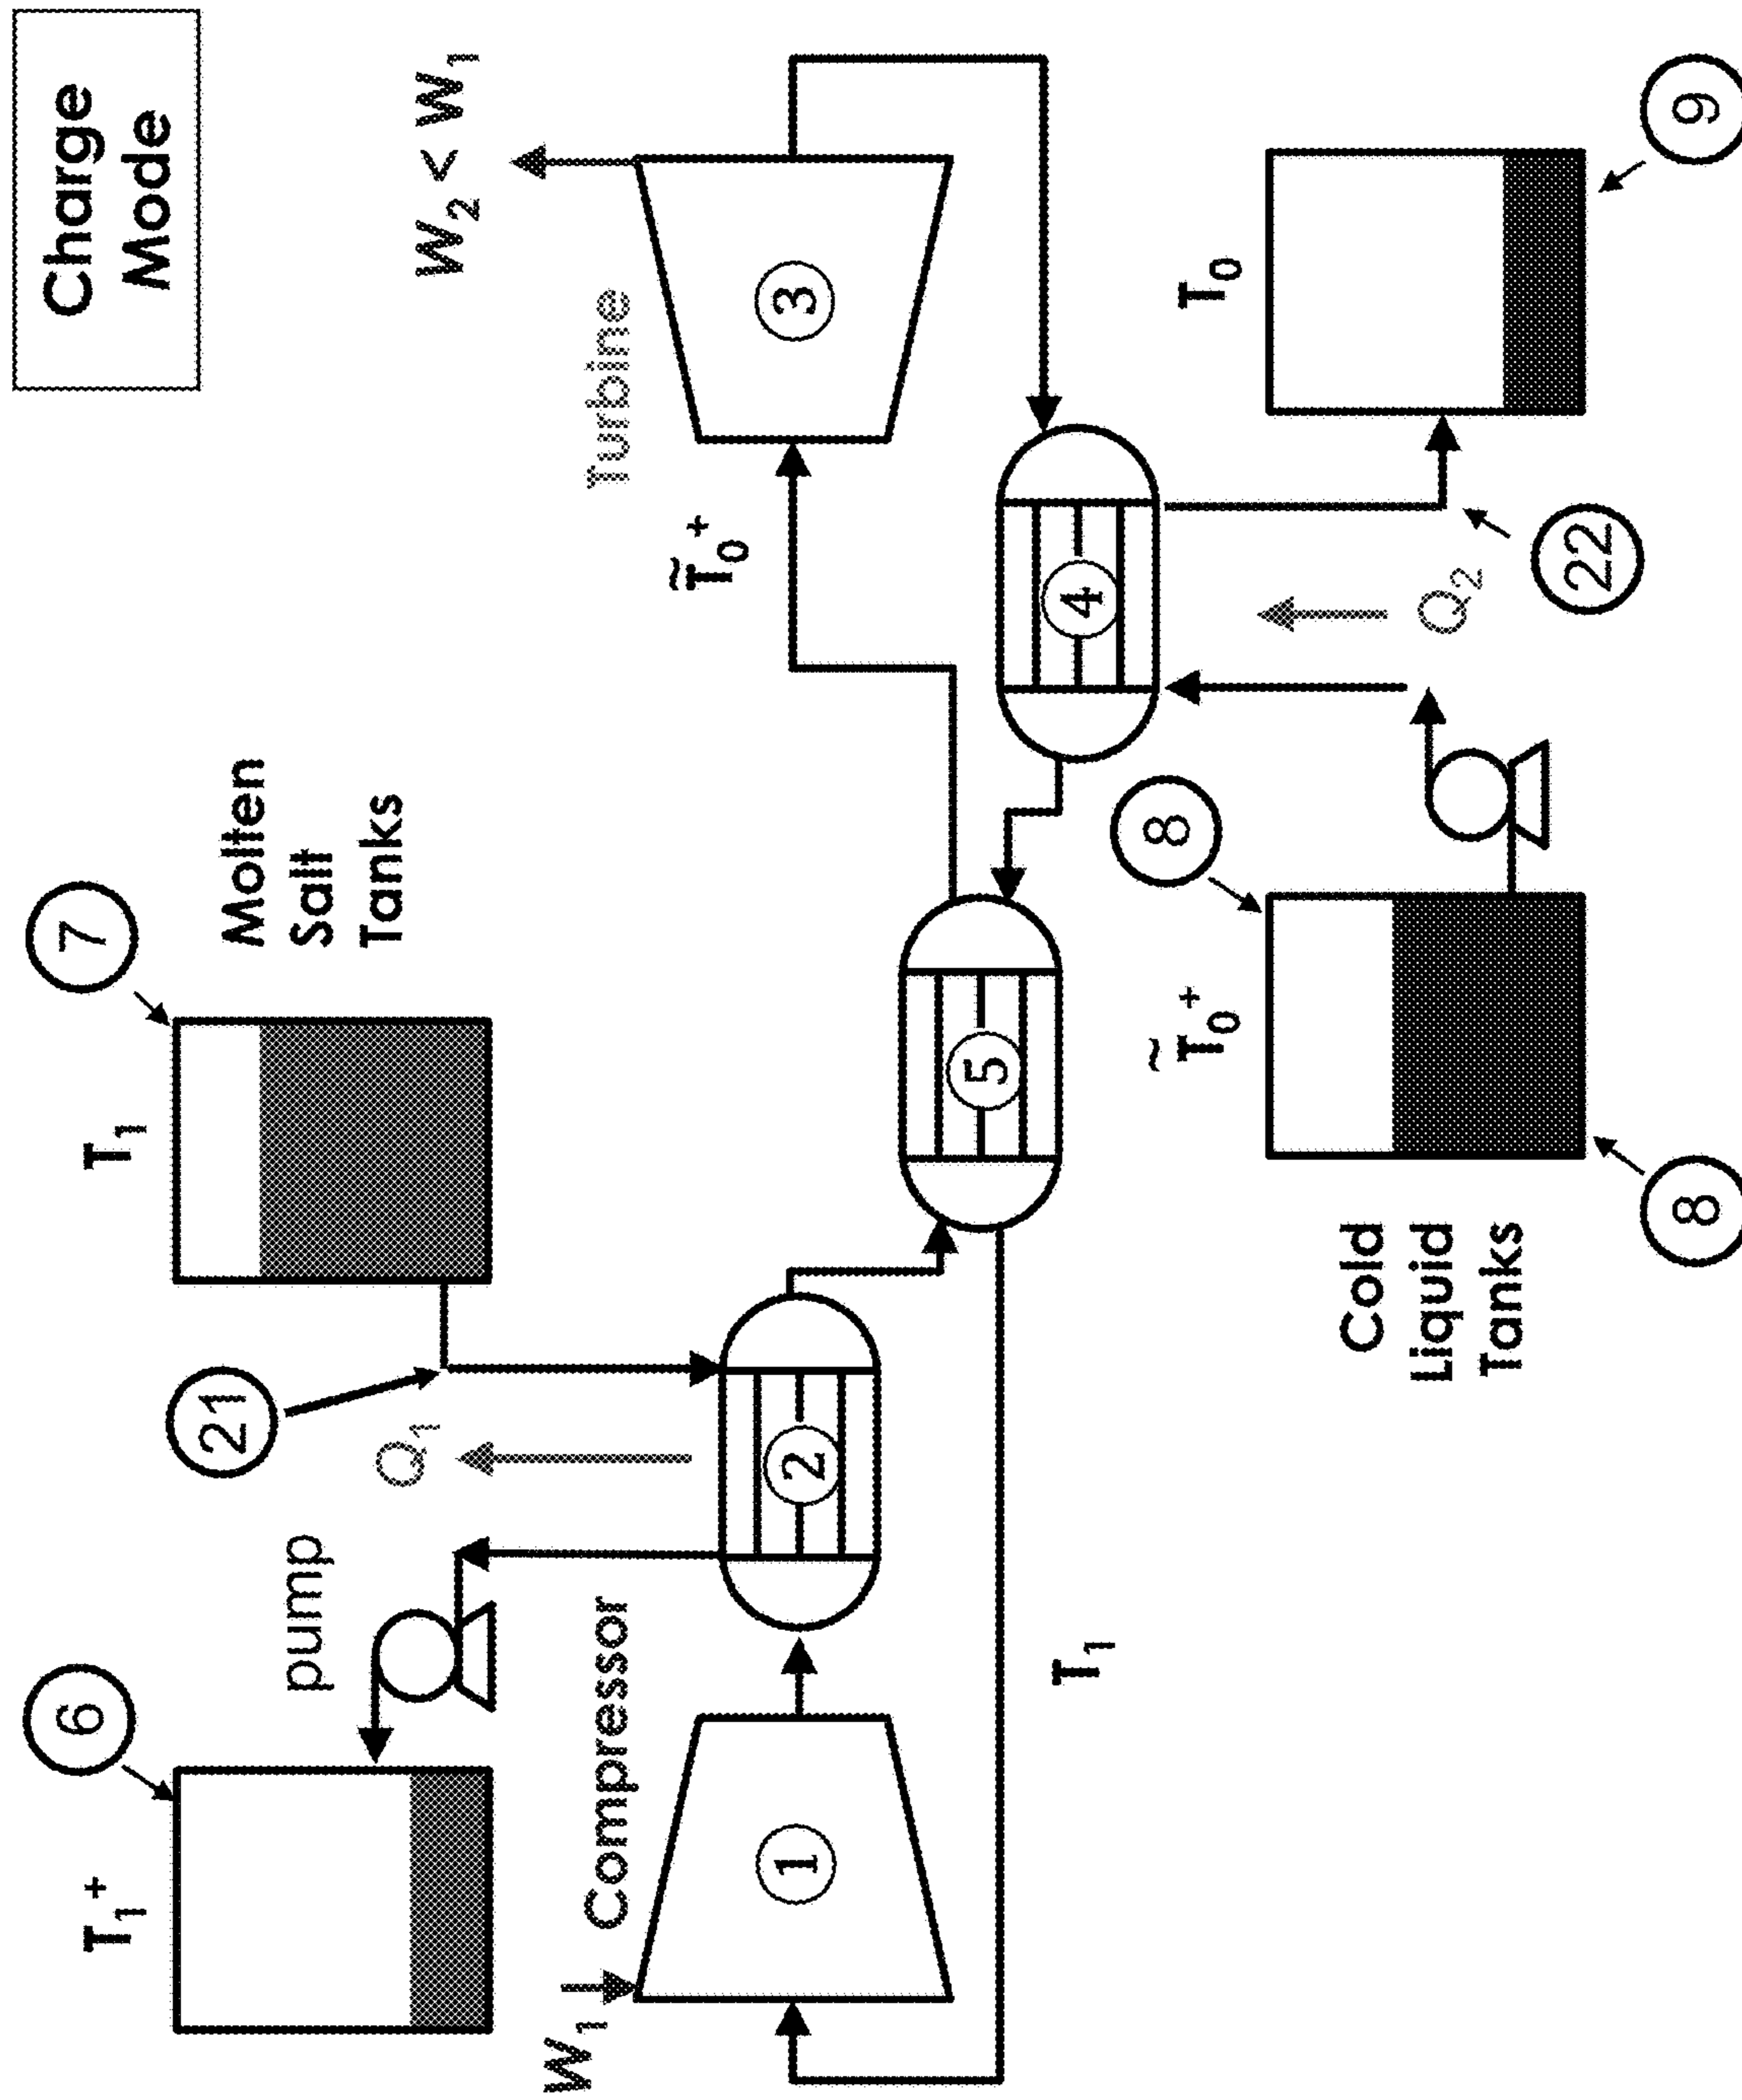 6
7
Charge
Mode
T₁⁺
T₁
21
Molten
Salt
Tanks
pump
Q₁
W₂ < W₁
W₁
Compressor
Turbine
T̃₀⁺
1
2
3
5
4
T₁
8
T̃₀⁺
T₀
Cold
Liquid
Tanks
Q₂
22
8
9